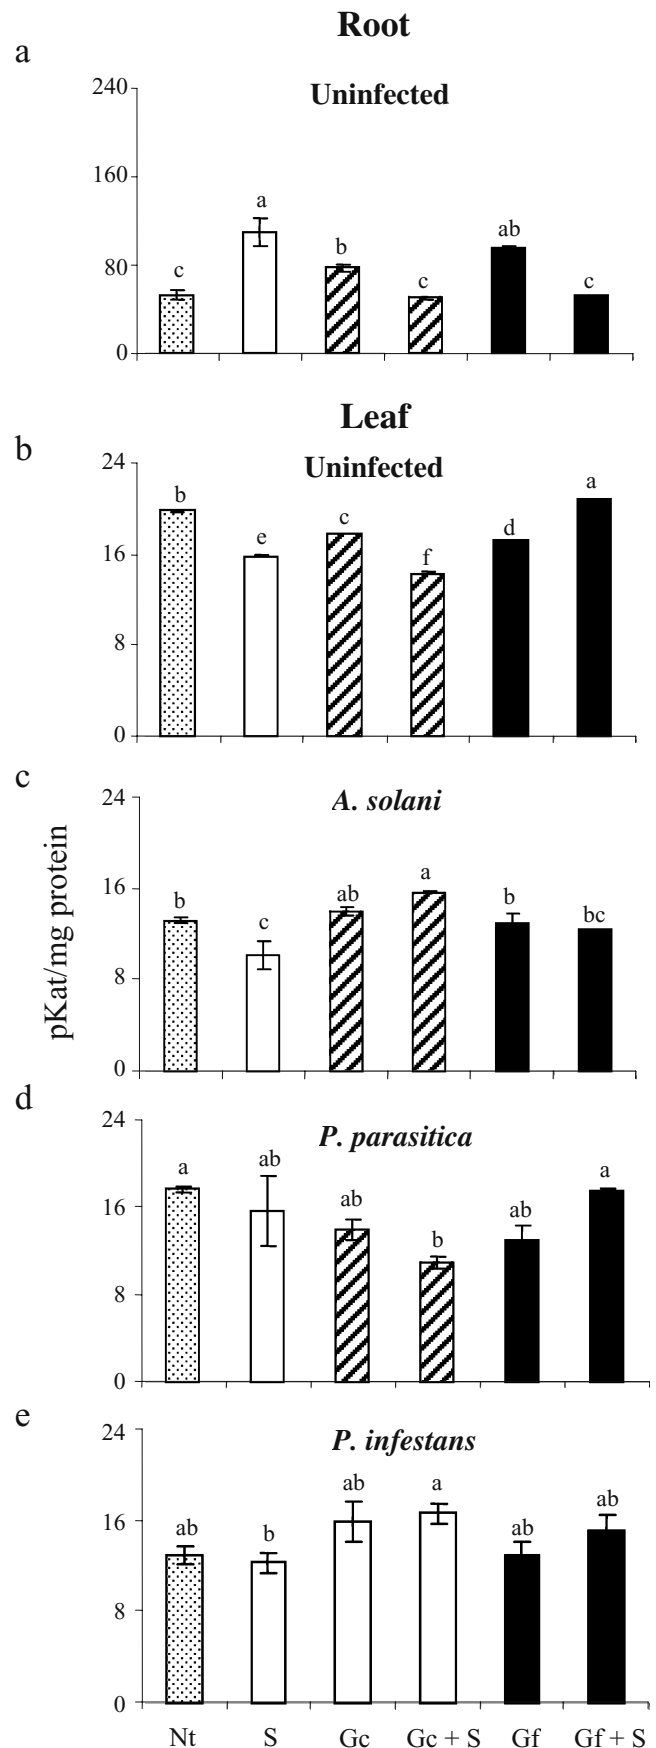 Root
a
Uninfected
240
160
80
0
c
a
b
c
ab
c
Leaf
b
Uninfected
24
16
8
0
b
e
c
f
d
a
c
A. solani
24
16
8
0
b
c
ab
a
b
bc
pKat/mg protein
d
P. parasitica
24
16
8
0
a
ab
ab
b
ab
a
e
P. infestans
24
16
8
0
ab
b
ab
a
ab
ab
Nt S Gc Gc + S Gf Gf + S